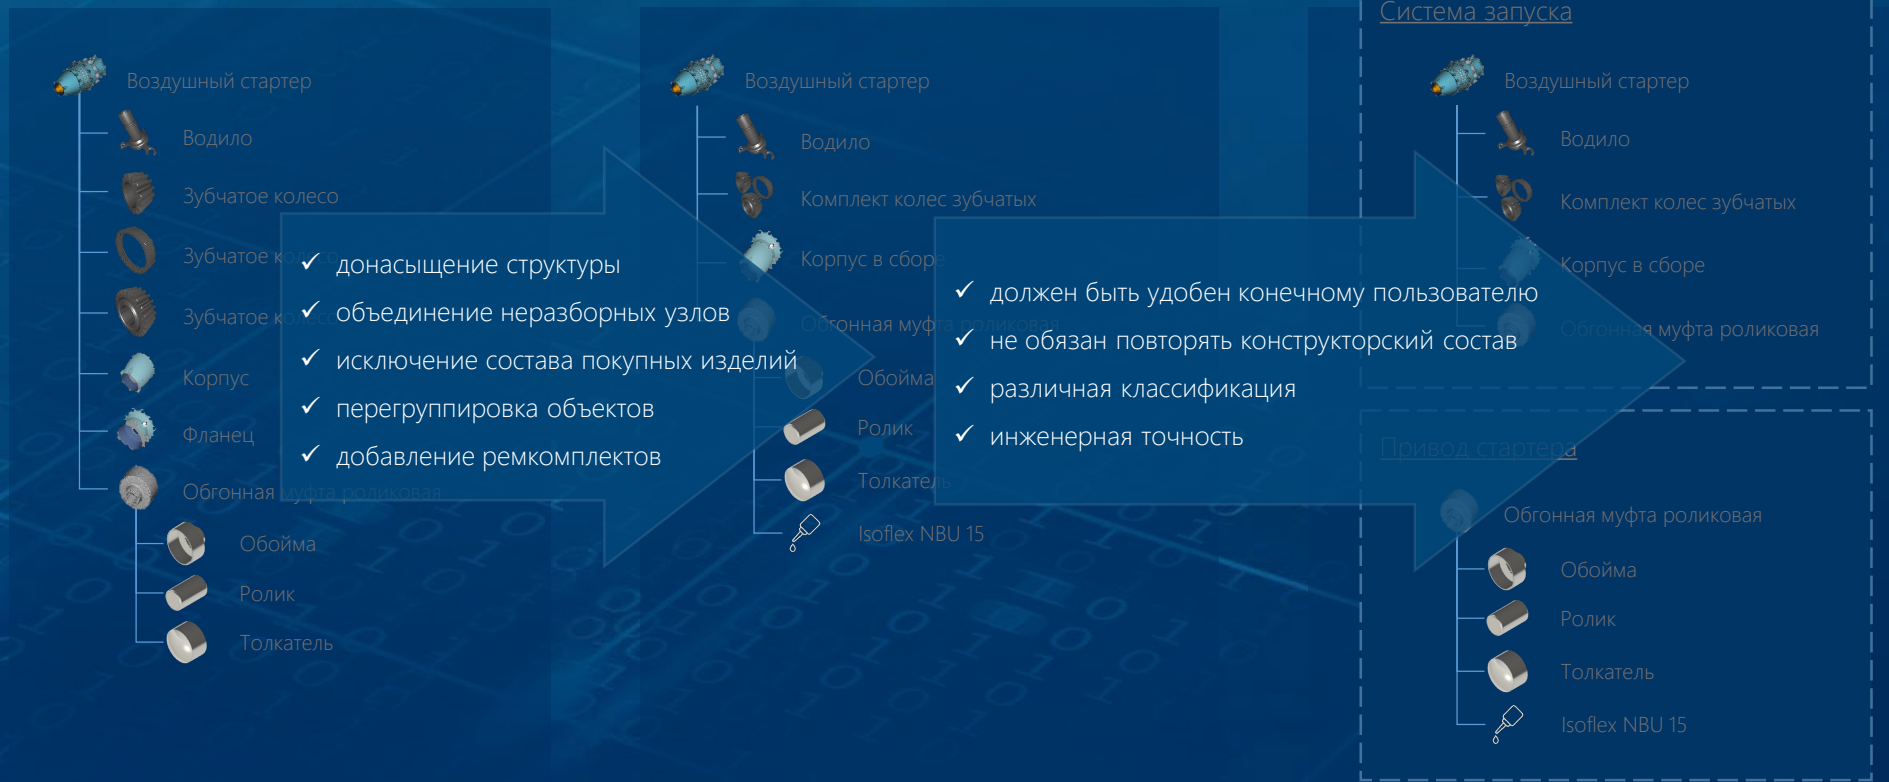 Воздушный стартер
Водило
Зубчатое колесо
Зубчатое колесо
Зубчатое колесо
Корпус
Фланец
Обгонная муфта роликовая
Обойма
Ролик
Толкатель
✓ донасыщение структуры
✓ объединение неразборных узлов
✓ исключение состава покупных изделий
✓ перегруппировка объектов
✓ добавление ремкомплектов
Воздушный стартер
Водило
Комплект колес зубчатых
Корпус в сборе
Обгонная муфта роликовая
Обойма
Ролик
Толкатель
Isoflex NBU 15
✓ должен быть удобен конечному пользователю
✓ не обязан повторять конструкторский состав
✓ различная классификация
✓ инженерная точность
Система запуска
Воздушный стартер
Водило
Комплект колес зубчатых
Корпус в сборе
Обгонная муфта роликовая
Привод стартера
Обгонная муфта роликовая
Обойма
Ролик
Толкатель
Isoflex NBU 15